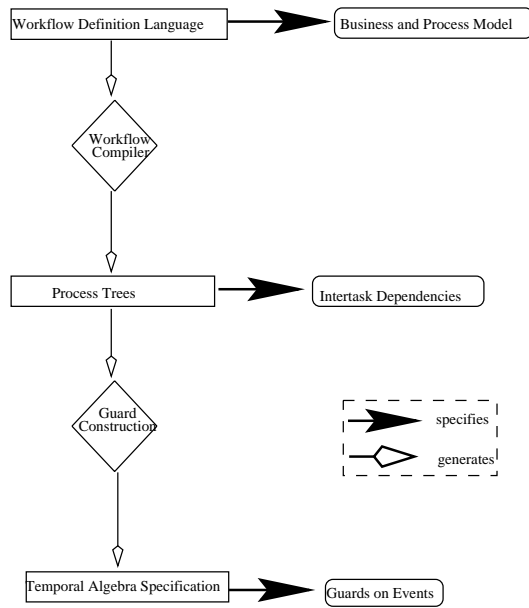 Workflow Definition Language
Business and Process Model
Workflow
Compiler
Process Trees
Intertask Dependencies
Guard
Construction
specifies
generates
Temporal Algebra Specification
Guards on Events